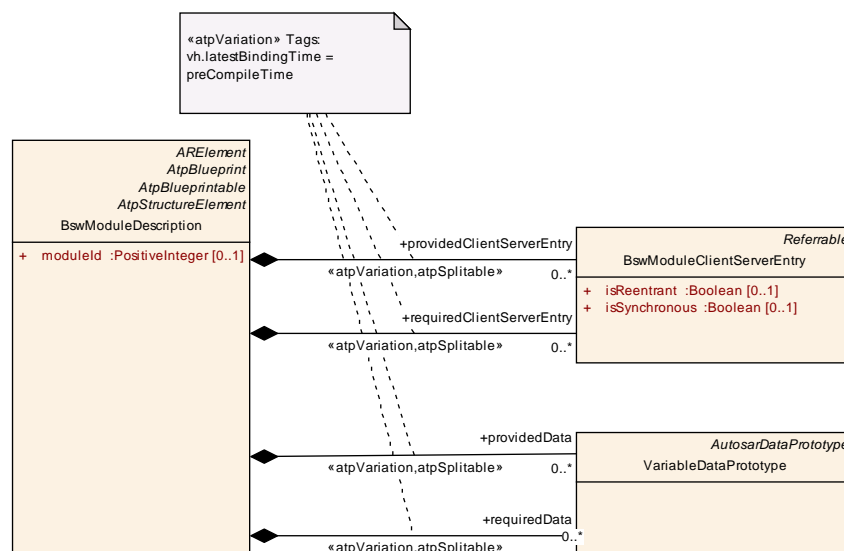 «atpVariation» Tags:
vh.latestBindingTime =
preCompileTime
ARElement
AtpBlueprint
AtpBlueprintable
AtpStructureElement
BswModuleDescription
+ moduleId :PositiveInteger [0..1]
+providedClientServerEntry
«atpVariation,atpSplitable»
0..*
+requiredClientServerEntry
«atpVariation,atpSplitable»
0..*
Referrable
BswModuleClientServerEntry
+ isReentrant :Boolean [0..1]
+ isSynchronous :Boolean [0..1]
+providedData
«atpVariation,atpSplitable»
0..*
+requiredData
«atpVariation,atpSplitable»
0..*
AutosarDataPrototype
VariableDataPrototype